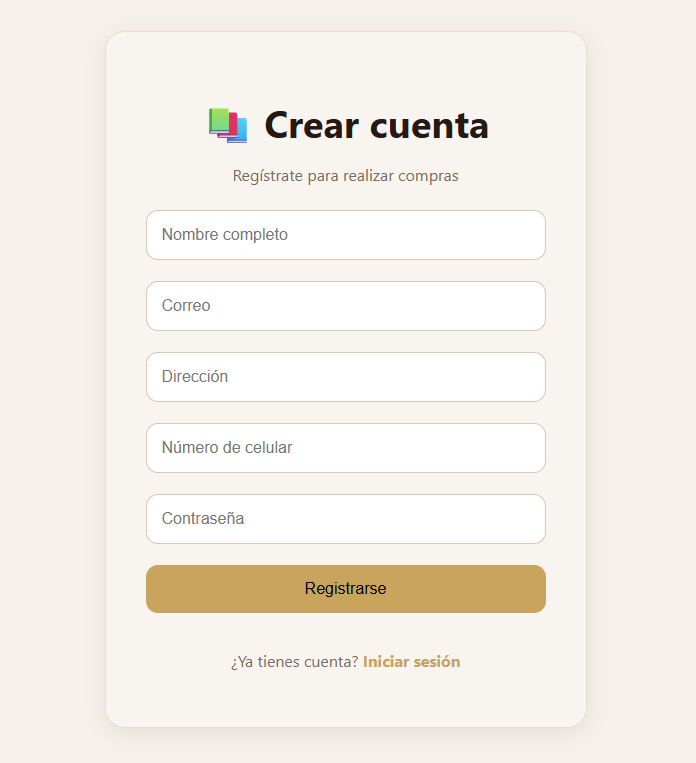 Crear cuenta
Regístrate para realizar compras
Nombre completo
Correo
Dirección
Número de celular
Contraseña
Registrarse
¿Ya tienes cuenta? Iniciar sesión